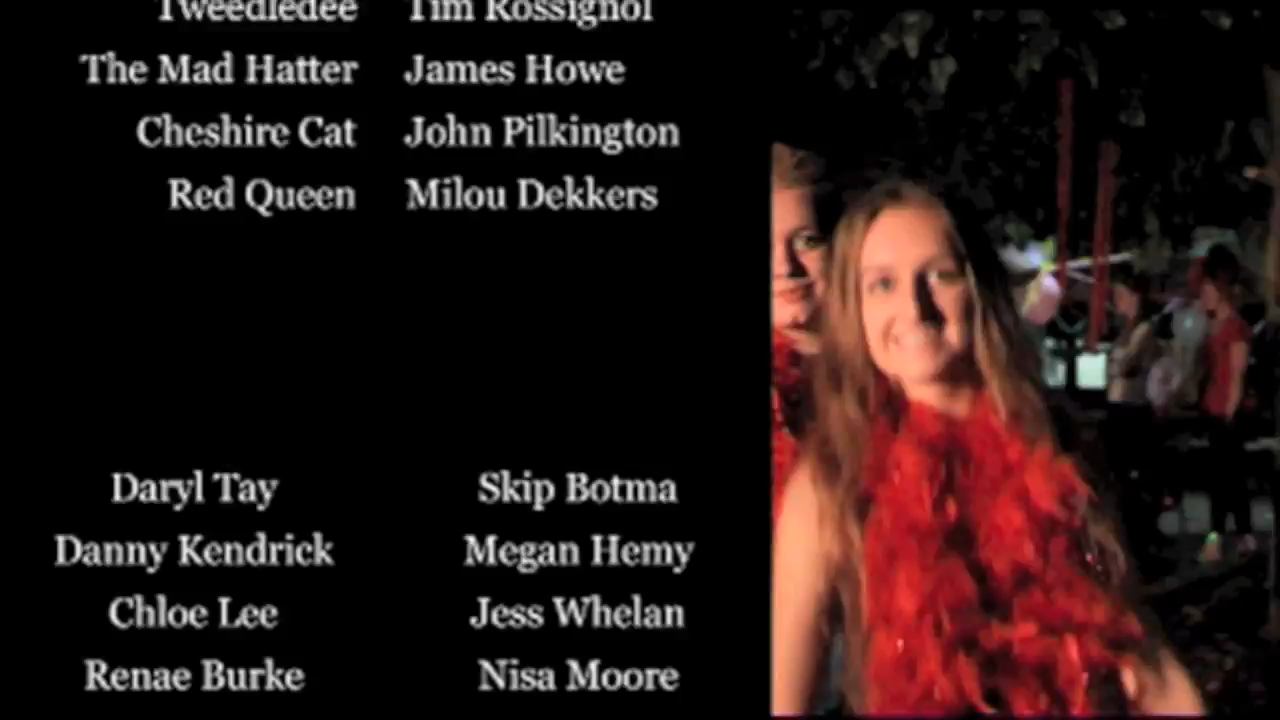 Tweedledee Tim Rossignol
The Mad Hatter James Howe
Cheshire Cat John Pilkington
Red Queen Milou Dekkers
Daryl Tay Skip Botma
Danny Kendrick Megan Hemy
Chloe Lee Jess Whelan
Renae Burke Nisa Moore